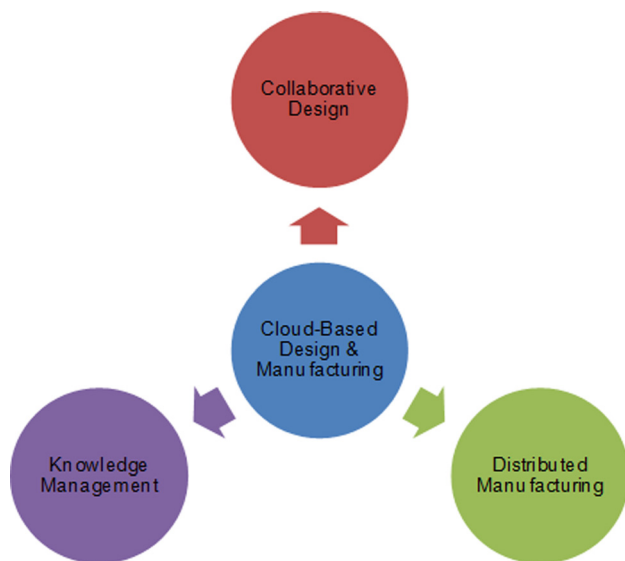 Collaborative
Design
Cloud-Based
Design &
Manufacturing
Knowledge
Management
Distributed
Manufacturing